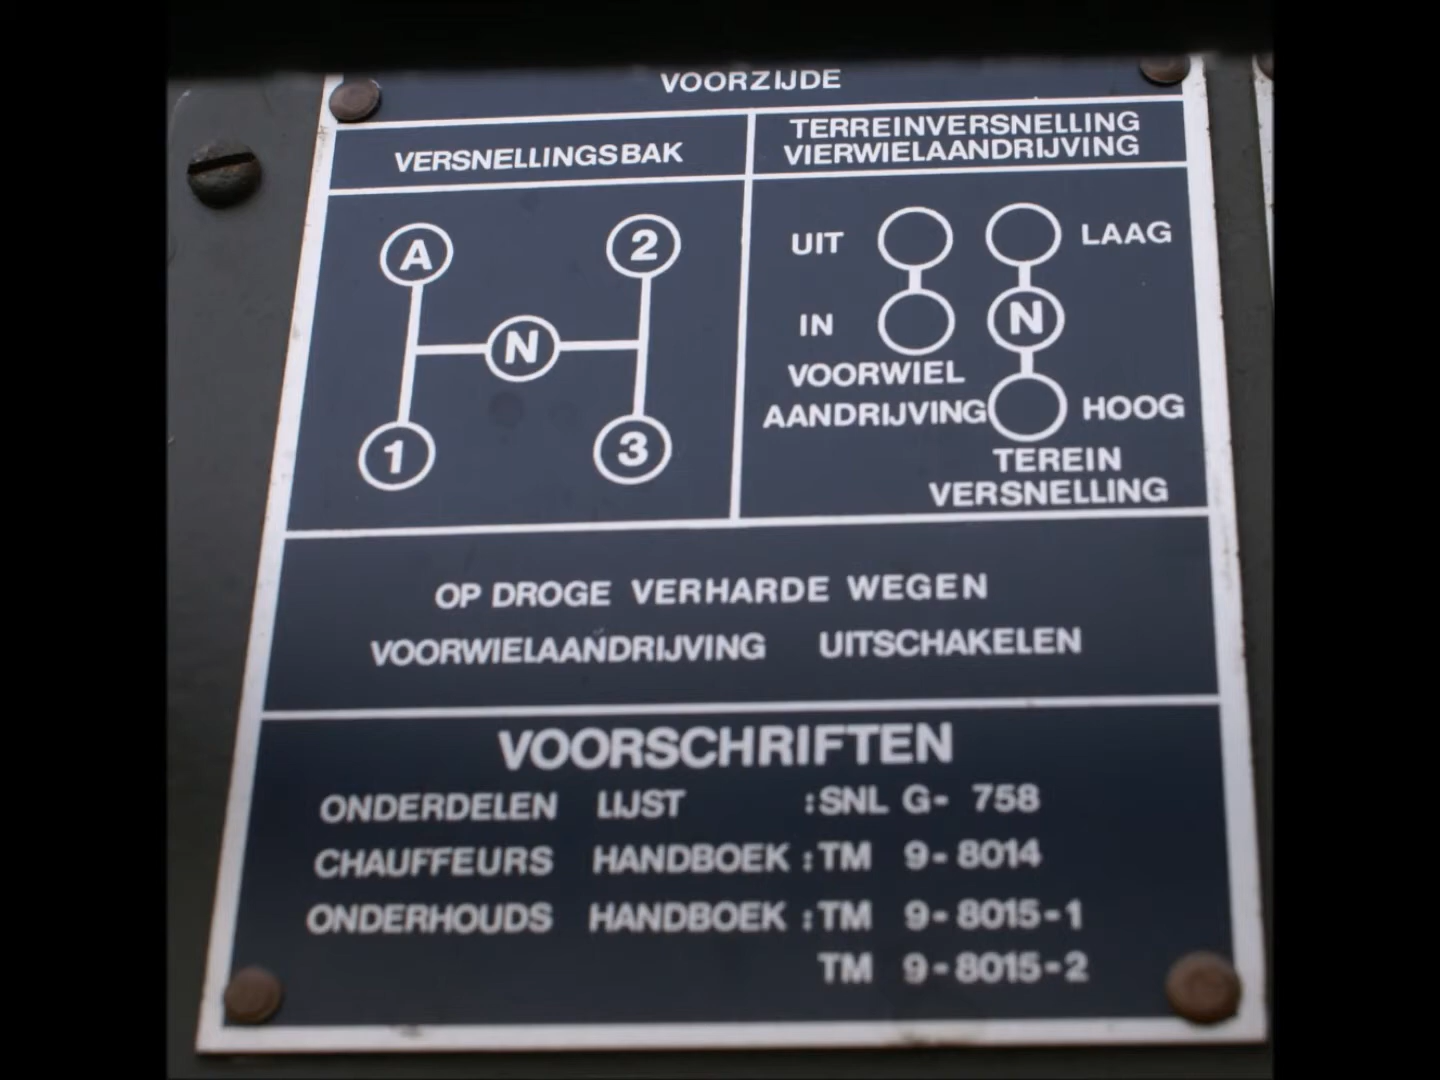 VOORZIJDE
VERSNELLINGSBAK
TERREINVERSNELLING
VIERWIELAANDRIJVING
A
2
N
1
3
UIT
LAAG
IN
N
VOORWIEL
AANDRIJVING
HOOG
TEREIN
VERSNELLING
OP DROGE VERHARDE WEGEN
VOORWIELAANDRIJVING UITSCHAKELEN
VOORSCHRIFTEN
ONDERDELEN LIJST :SNL G- 758
CHAUFFEURS HANDBOEK :TM 9-8014
ONDERHOUDS HANDBOEK :TM 9-8015-1
TM 9-8015-2